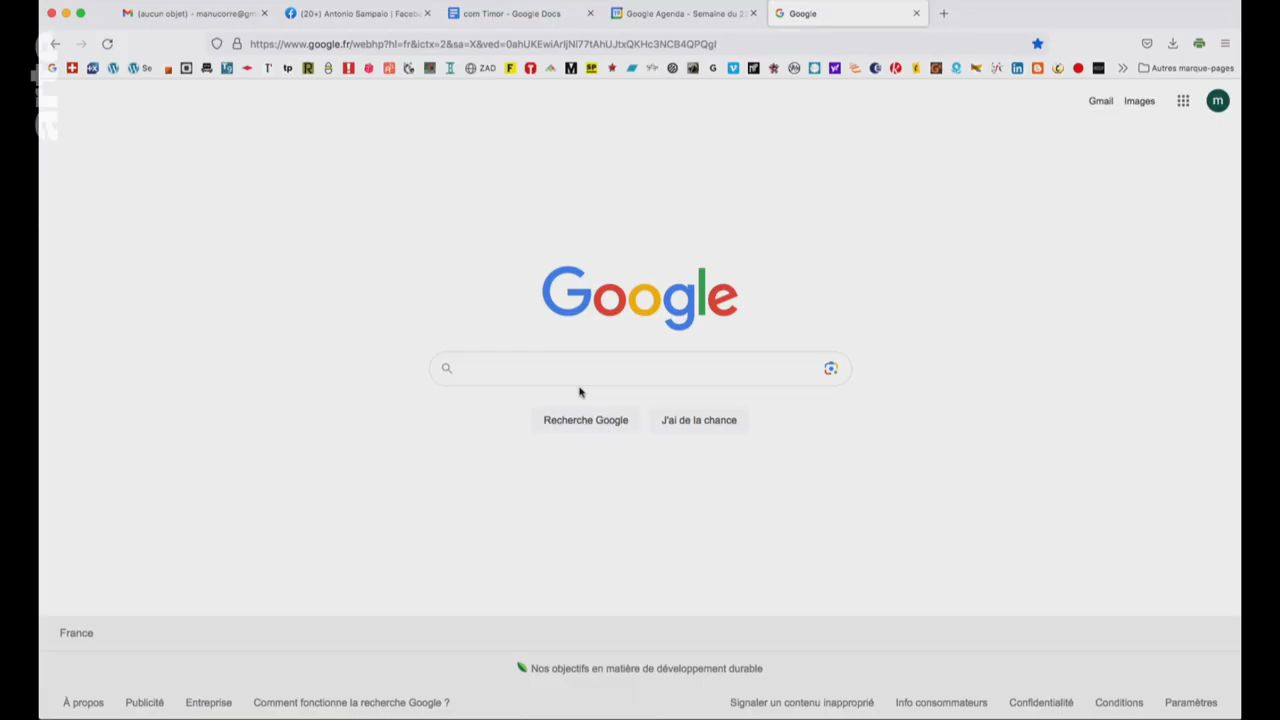 (aucun objet) - manucorre@gm
(20+) Antonio Sampaio | Faceb
com Timor - Google Docs
Google Agenda - Semaine du 2
Google
https://www.google.fr/webhp?hl=fr&ictx=2&sa=X&ved=0ahUKEwiArIjNl77tAhUJtxQKHc3NCB4QPQgI
Se
ZAD
Autres marque-pages
Gmail
Images
m
Google
Recherche Google
J'ai de la chance
France
Nos objectifs en matière de développement durable
À propos
Publicité
Entreprise
Comment fonctionne la recherche Google ?
Signaler un contenu inapproprié
Info consommateurs
Confidentialité
Conditions
Paramètres